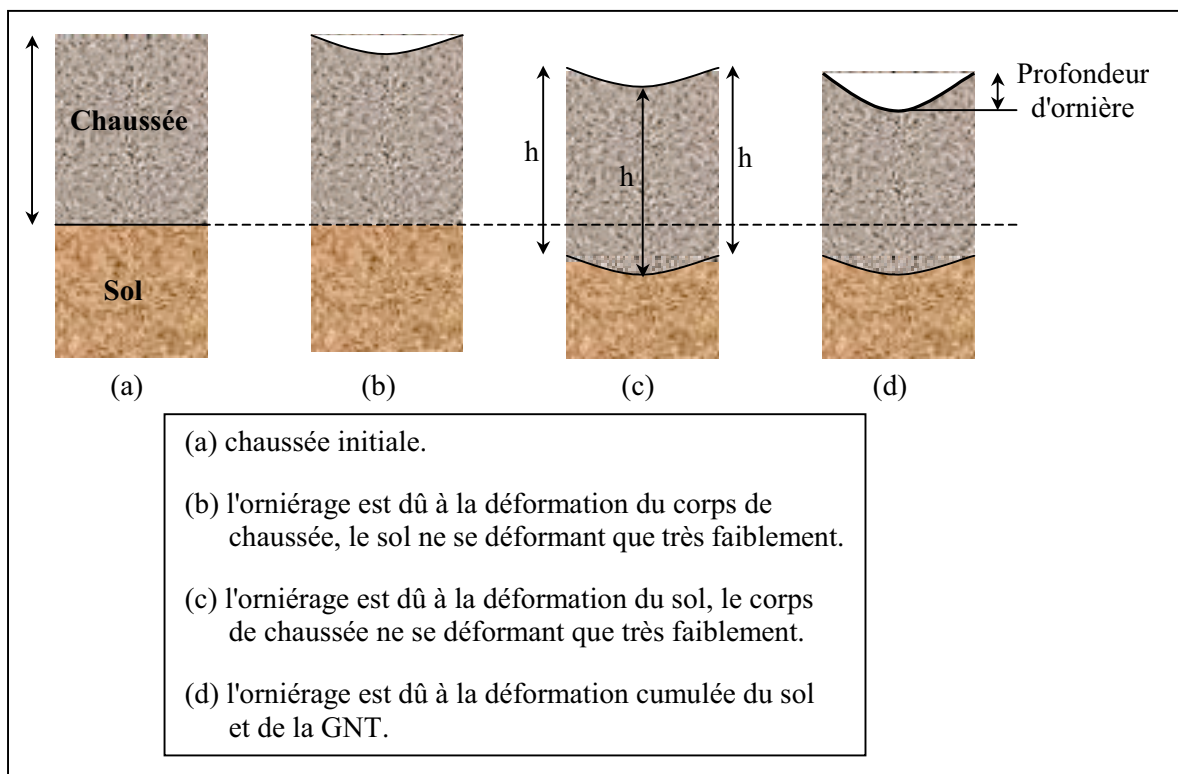 Chaussée
Sol
h
h
h
Profondeur
d'ornière
(a)
(b)
(c)
(d)
(a) chaussée initiale.
(b) l'orniérage est dû à la déformation du corps de
chaussée, le sol ne se déformant que très faiblement.
(c) l'orniérage est dû à la déformation du sol, le corps
de chaussée ne se déformant que très faiblement.
(d) l'orniérage est dû à la déformation cumulée du sol
et de la GNT.